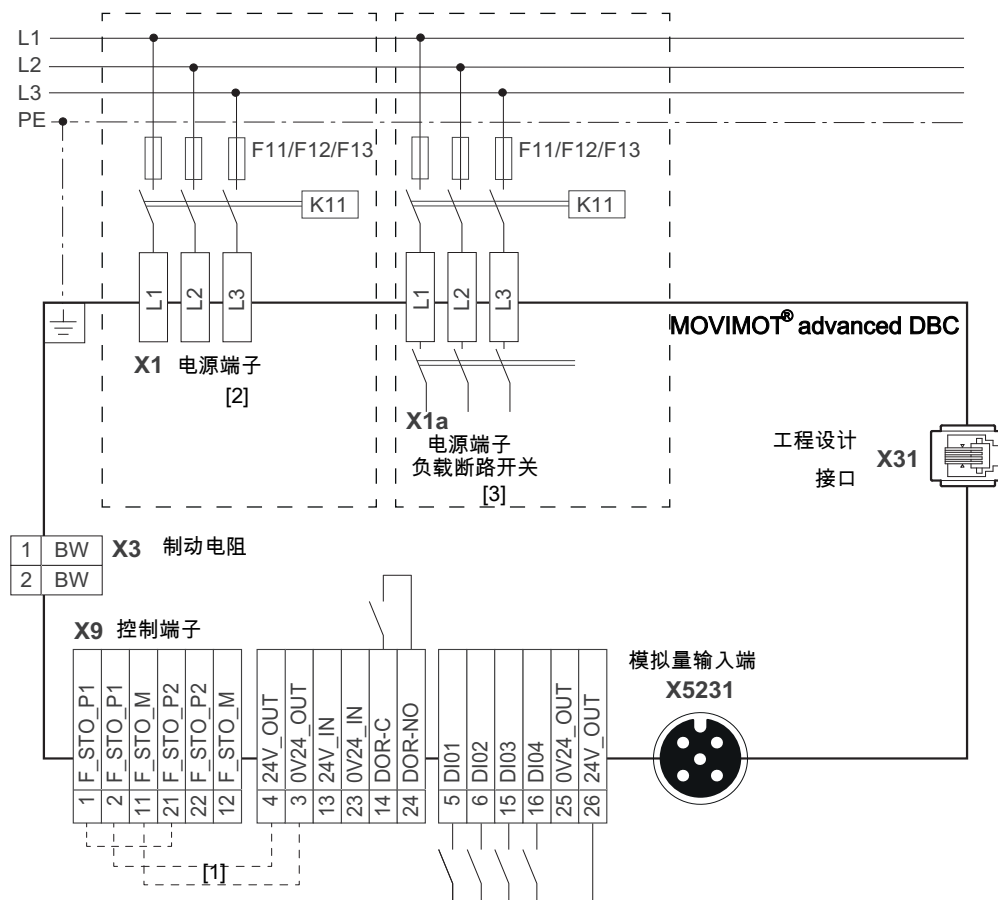 L1
L2
L3
PE
F11/F12/F13
F11/F12/F13
K11
K11
L1
L2
L3
L1
L2
L3
MOVIMOT® advanced DBC
X1 电源端子
[2]
X1a
电源端子
负载断路开关
[3]
工程设计
接口
X31
1 BW
2 BW
X3 制动电阻
X9 控制端子
模拟量输入端
X5231
1 F_STO_P1
2 F_STO_P1
11 F_STO_M
21 F_STO_P2
22 F_STO_P2
12 F_STO_M
4 24V_OUT
3 0V24_OUT
13 24V_IN
23 0V24_IN
14 DOR-C
24 DOR-NO
5 DI01
6 DI02
15 DI03
16 DI04
25 0V24_OUT
26 24V_OUT
[1]